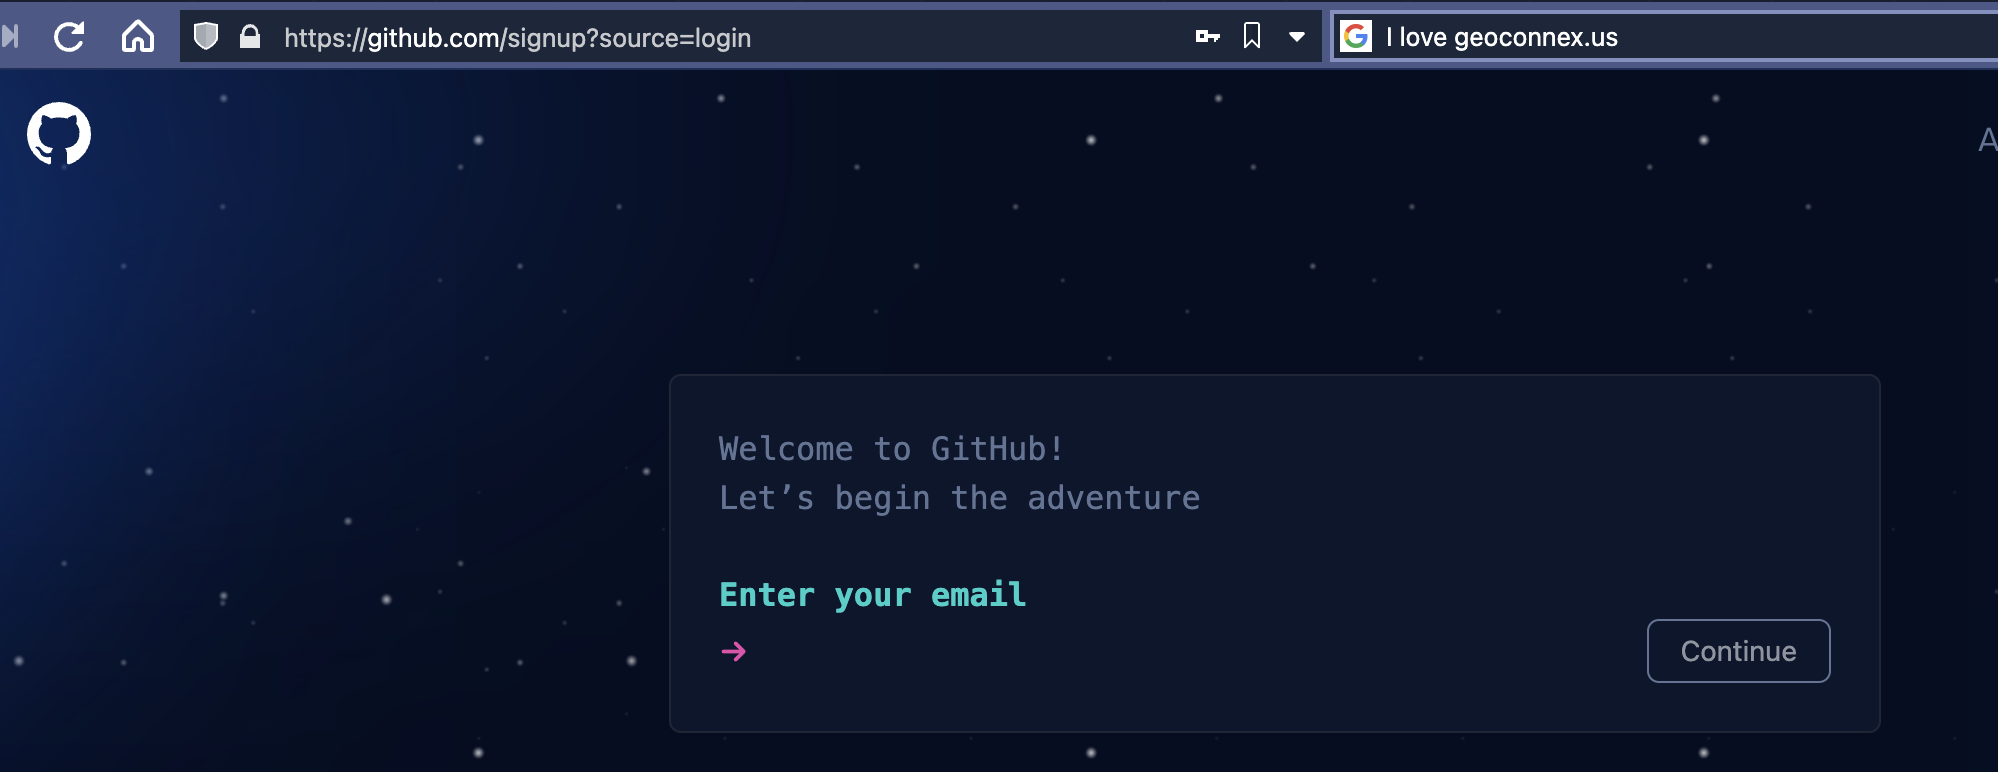 https://github.com/signup?source=login
I love geoconnex.us
A
Welcome to GitHub!
Let’s begin the adventure
Enter your email
Continue